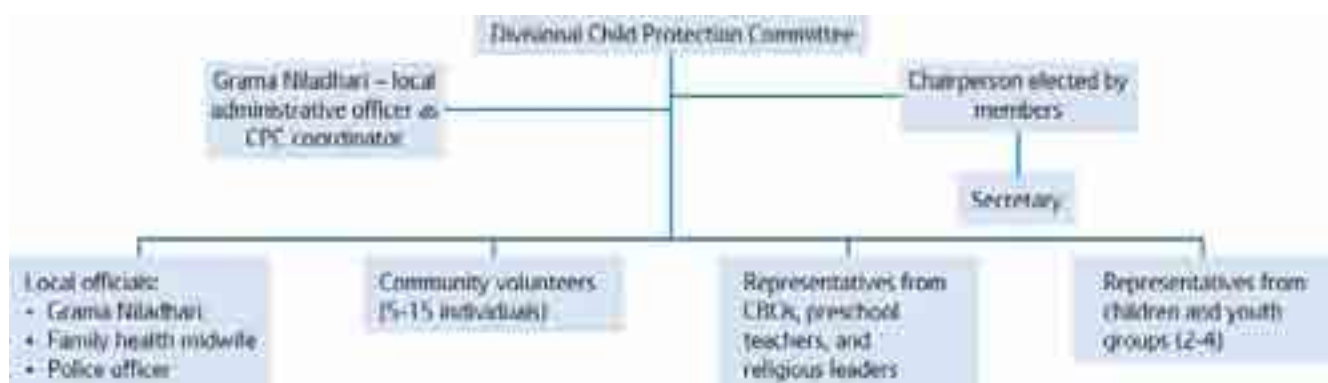 Divisional Child Protection Committee
Grama Niladhari – local
administrative officer as
CPC coordinator
Chairperson elected by
members
Secretary
Local officials:
• Grama Niladhari
• Family health midwife
• Police officer
Community volunteers
(5-15 individuals)
Representatives from
CBOs, preschool
teachers, and
religious leaders
Representatives from
children and youth
groups (2-4)